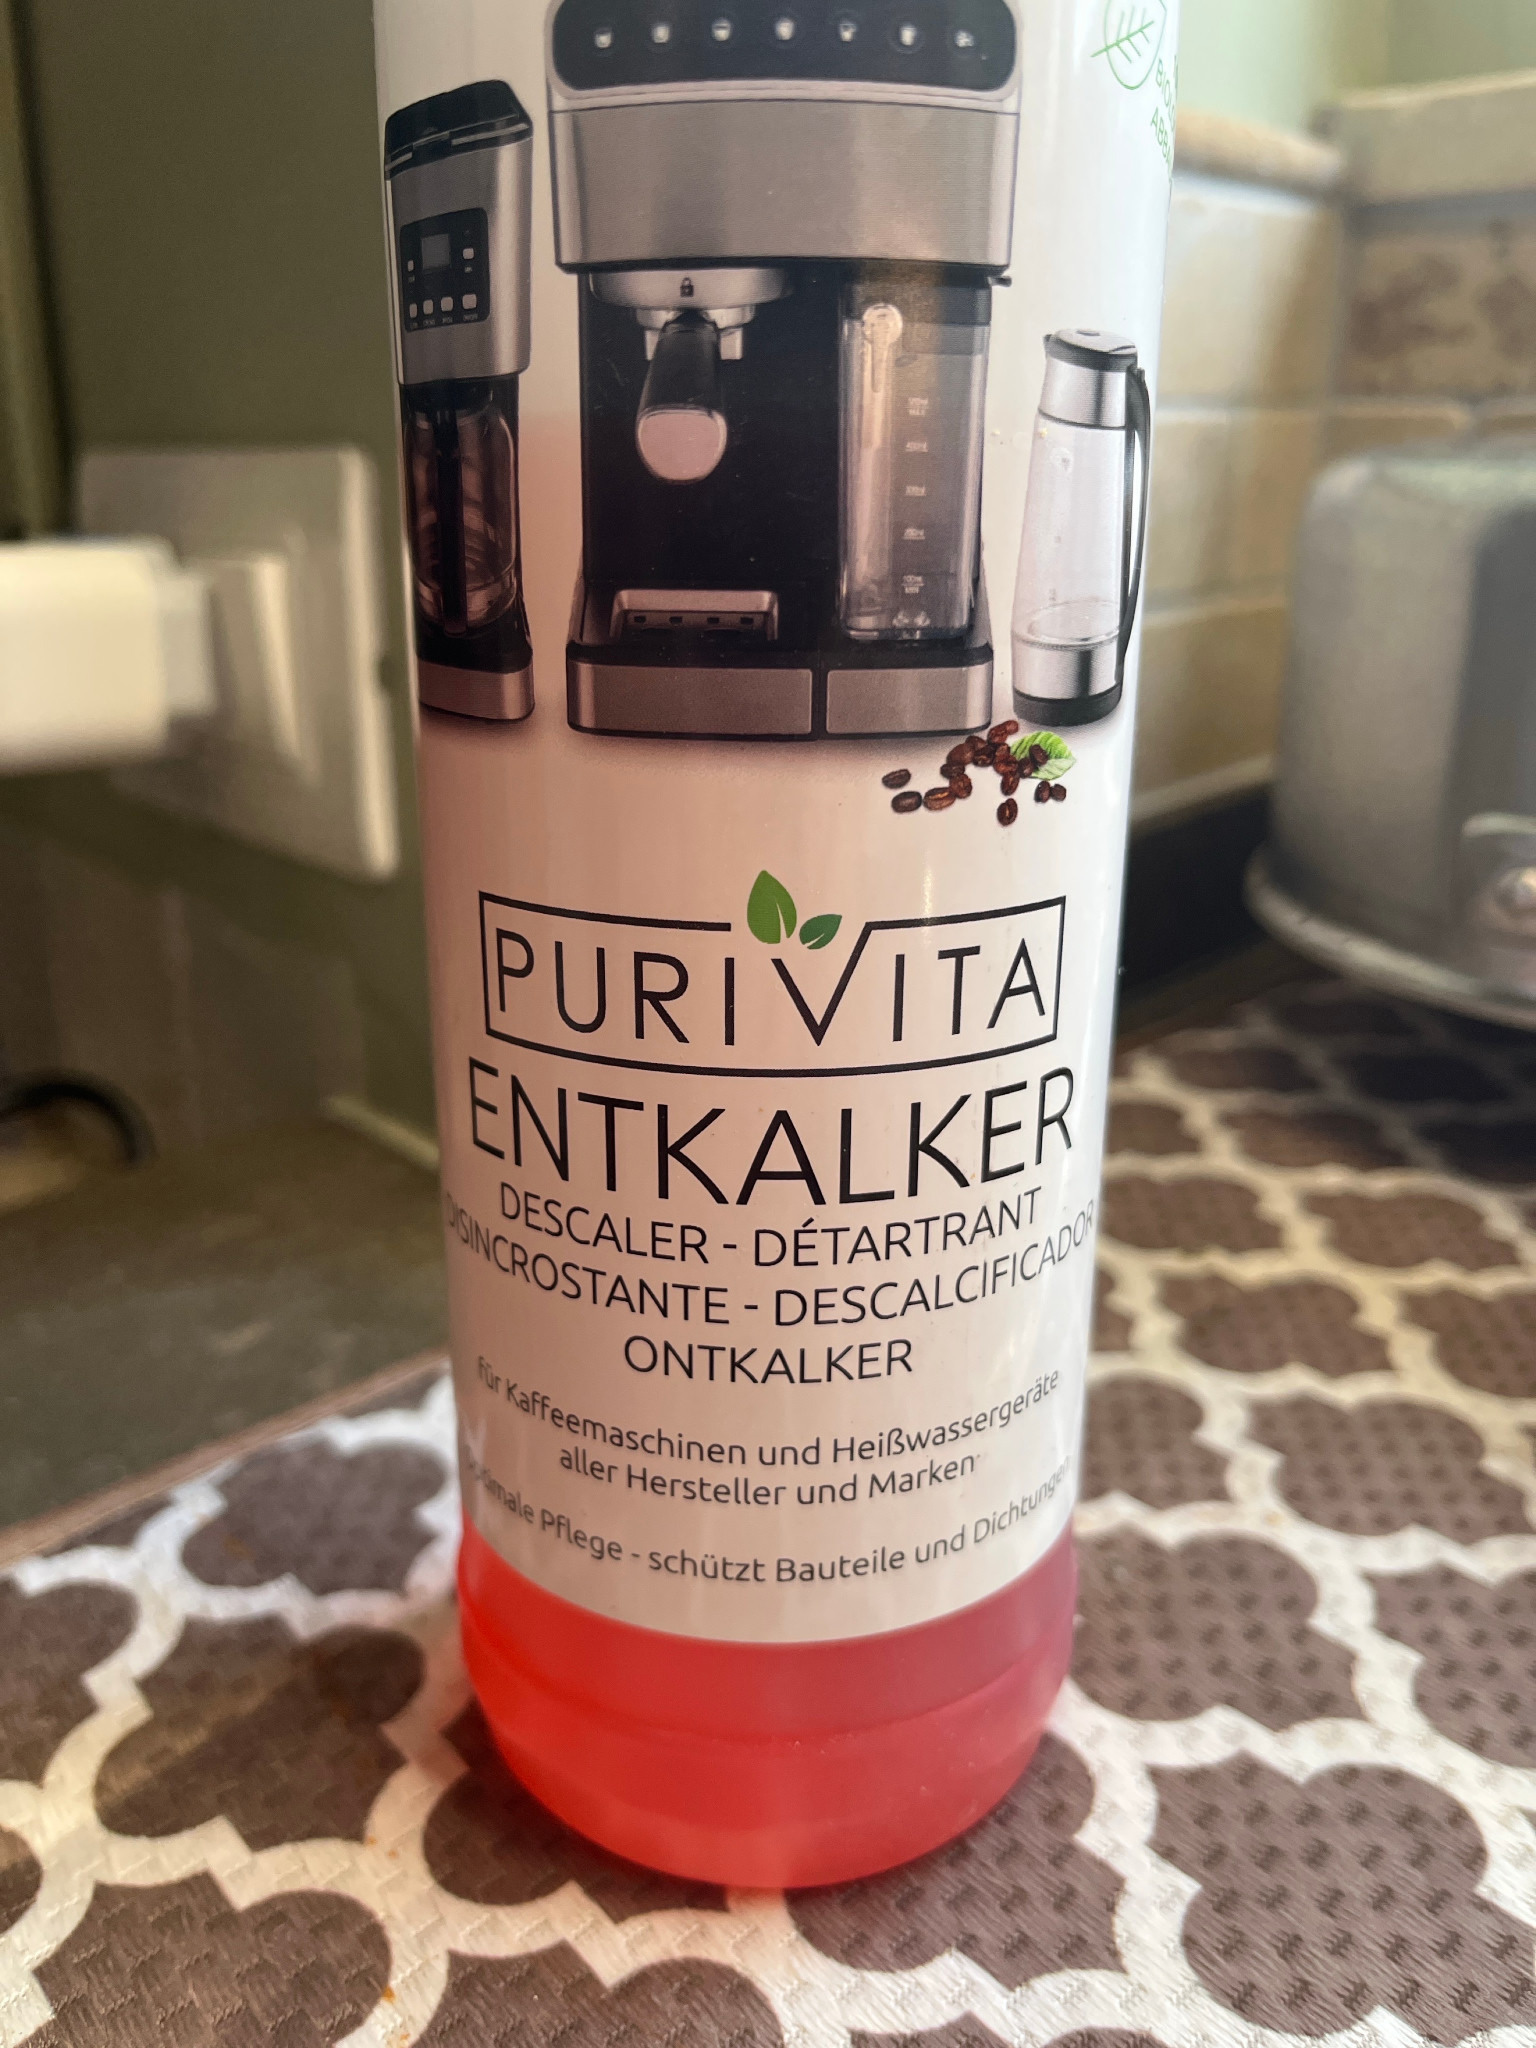 PURIVITA
ENTKALKER
DESCALER - DÉTARTRANT
DISINCROSTANTE - DESCALCIFICADOR
ONTKALKER
für Kaffeemaschinen und Heißwassergeräte
aller Hersteller und Marken
optimale Pflege - schützt Bauteile und Dichtungen